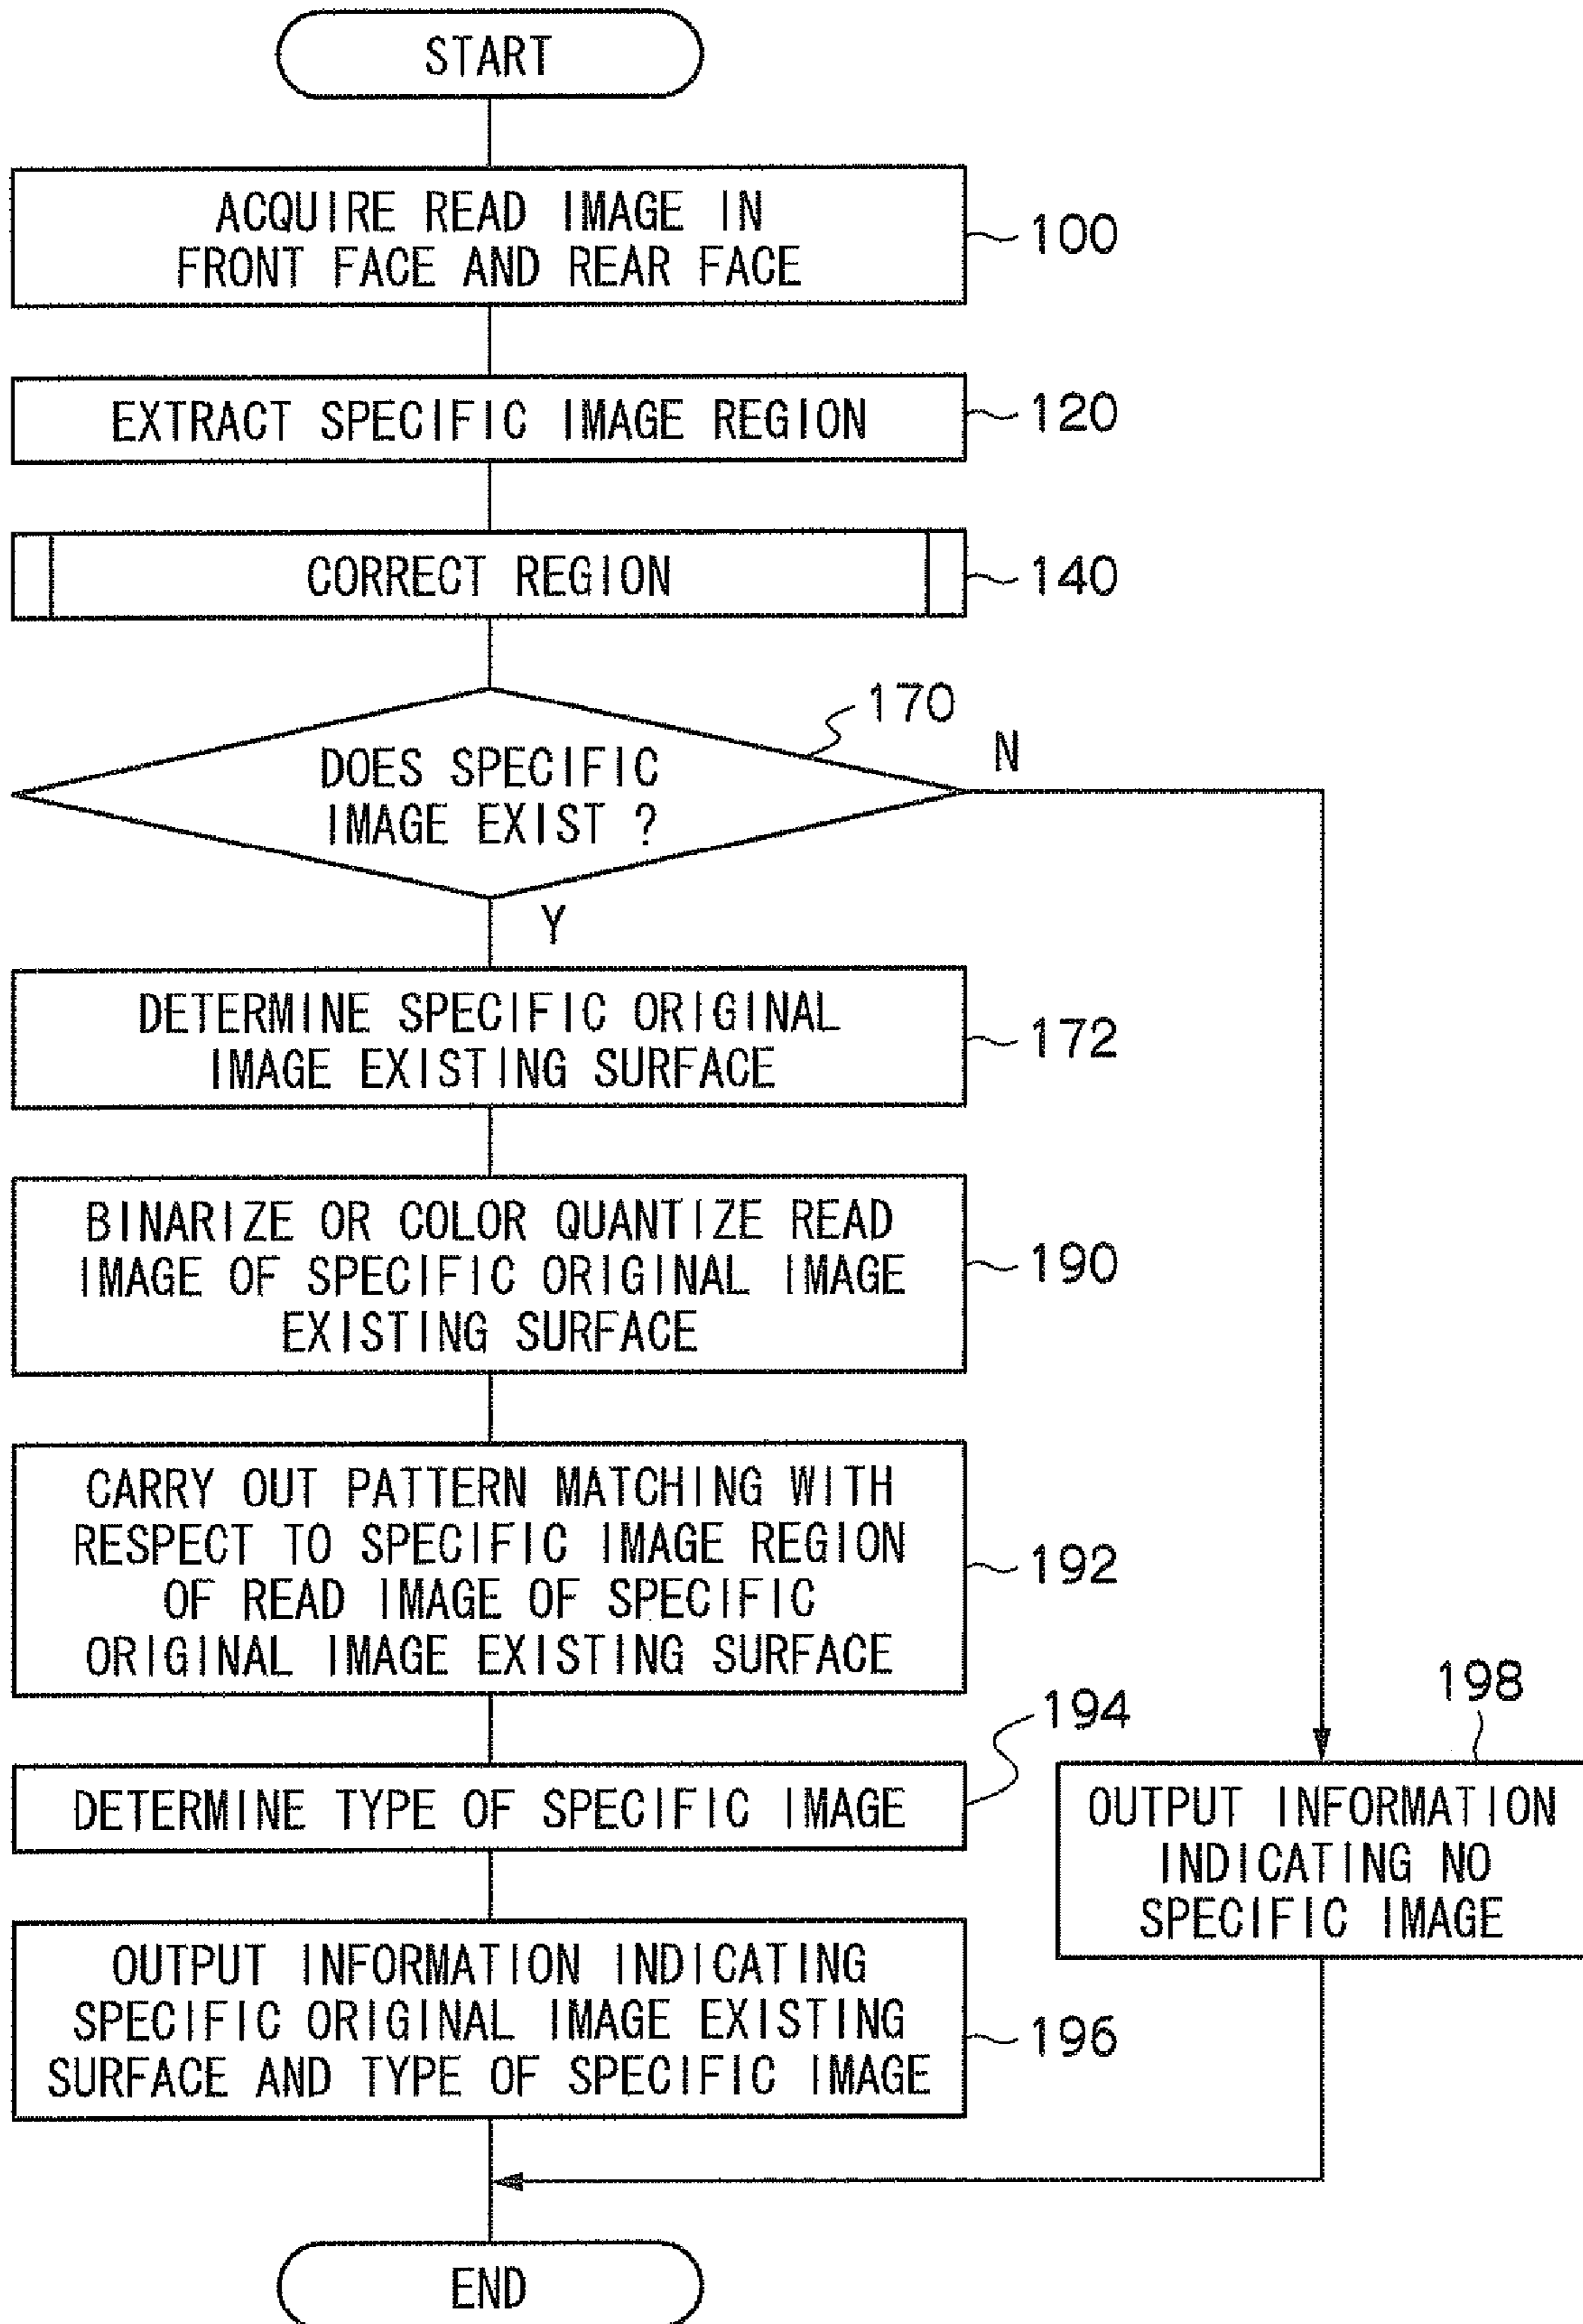 START
ACQUIRE READ IMAGE IN
FRONT FACE AND REAR FACE
100
EXTRACT SPECIFIC IMAGE REGION
120
CORRECT REGION
140
170
DOES SPECIFIC
IMAGE EXIST ?
N
Y
DETERMINE SPECIFIC ORIGINAL
IMAGE EXISTING SURFACE
172
BINARIZE OR COLOR QUANTIZE READ
IMAGE OF SPECIFIC ORIGINAL IMAGE
EXISTING SURFACE
190
CARRY OUT PATTERN MATCHING WITH
RESPECT TO SPECIFIC IMAGE REGION
OF READ IMAGE OF SPECIFIC
ORIGINAL IMAGE EXISTING SURFACE
192
194
DETERMINE TYPE OF SPECIFIC IMAGE
198
OUTPUT INFORMATION
INDICATING NO
SPECIFIC IMAGE
OUTPUT INFORMATION INDICATING
SPECIFIC ORIGINAL IMAGE EXISTING
SURFACE AND TYPE OF SPECIFIC IMAGE
196
END